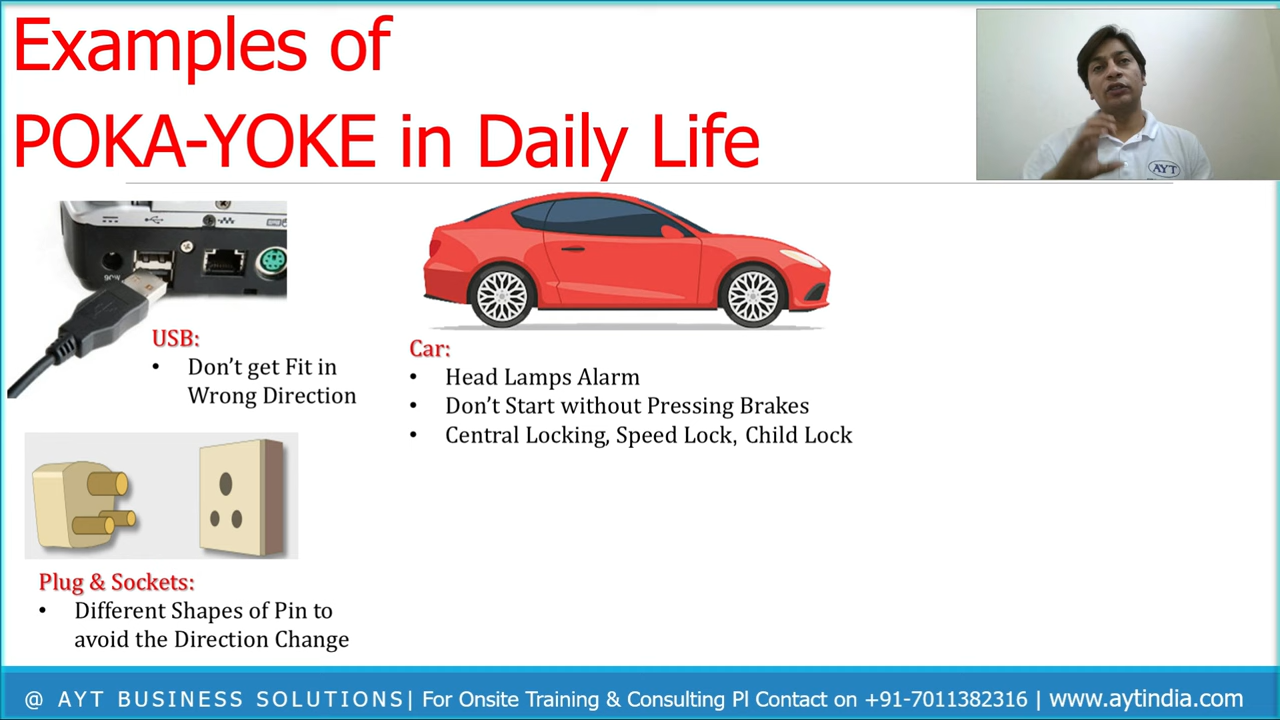 Examples of
POKA-YOKE in Daily Life
AYT
USB:
• Don’t get Fit in
Wrong Direction
Car:
• Head Lamps Alarm
• Don’t Start without Pressing Brakes
• Central Locking, Speed Lock, Child Lock
Plug & Sockets:
• Different Shapes of Pin to
avoid the Direction Change
@ AYT BUSINESS SOLUTIONS| For Onsite Training & Consulting Pl Contact on +91-7011382316 | www.aytindia.com